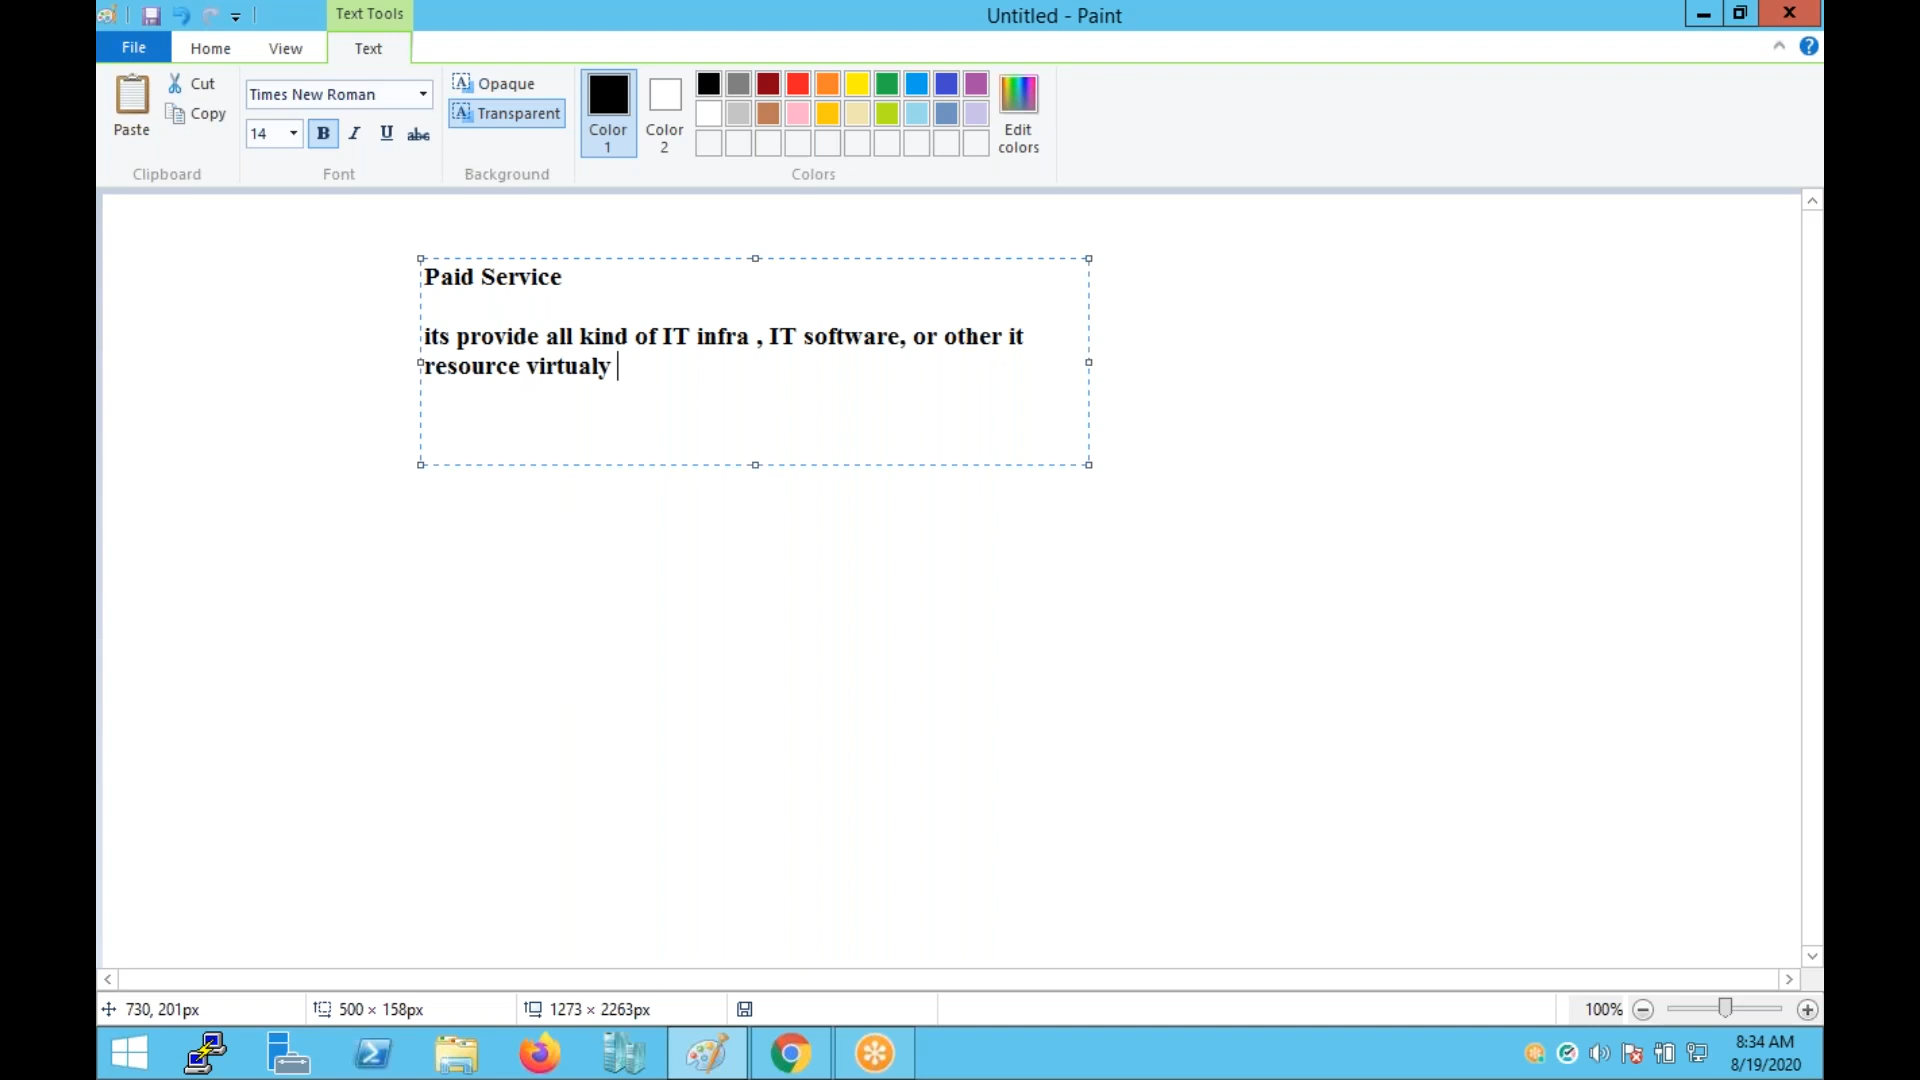 Text Tools
Untitled - Paint
File
Home
View
Text
Paste
Cut
Copy
Clipboard
Times New Roman
14
B
I
U
abc
Font
Opaque
Transparent
Background
Color
1
Color
2
Edit
colors
Colors
Paid Service
its provide all kind of IT infra , IT software, or other it
resource virtualy
730, 201px
500 × 158px
1273 × 2263px
100%
8:34 AM
8/19/2020